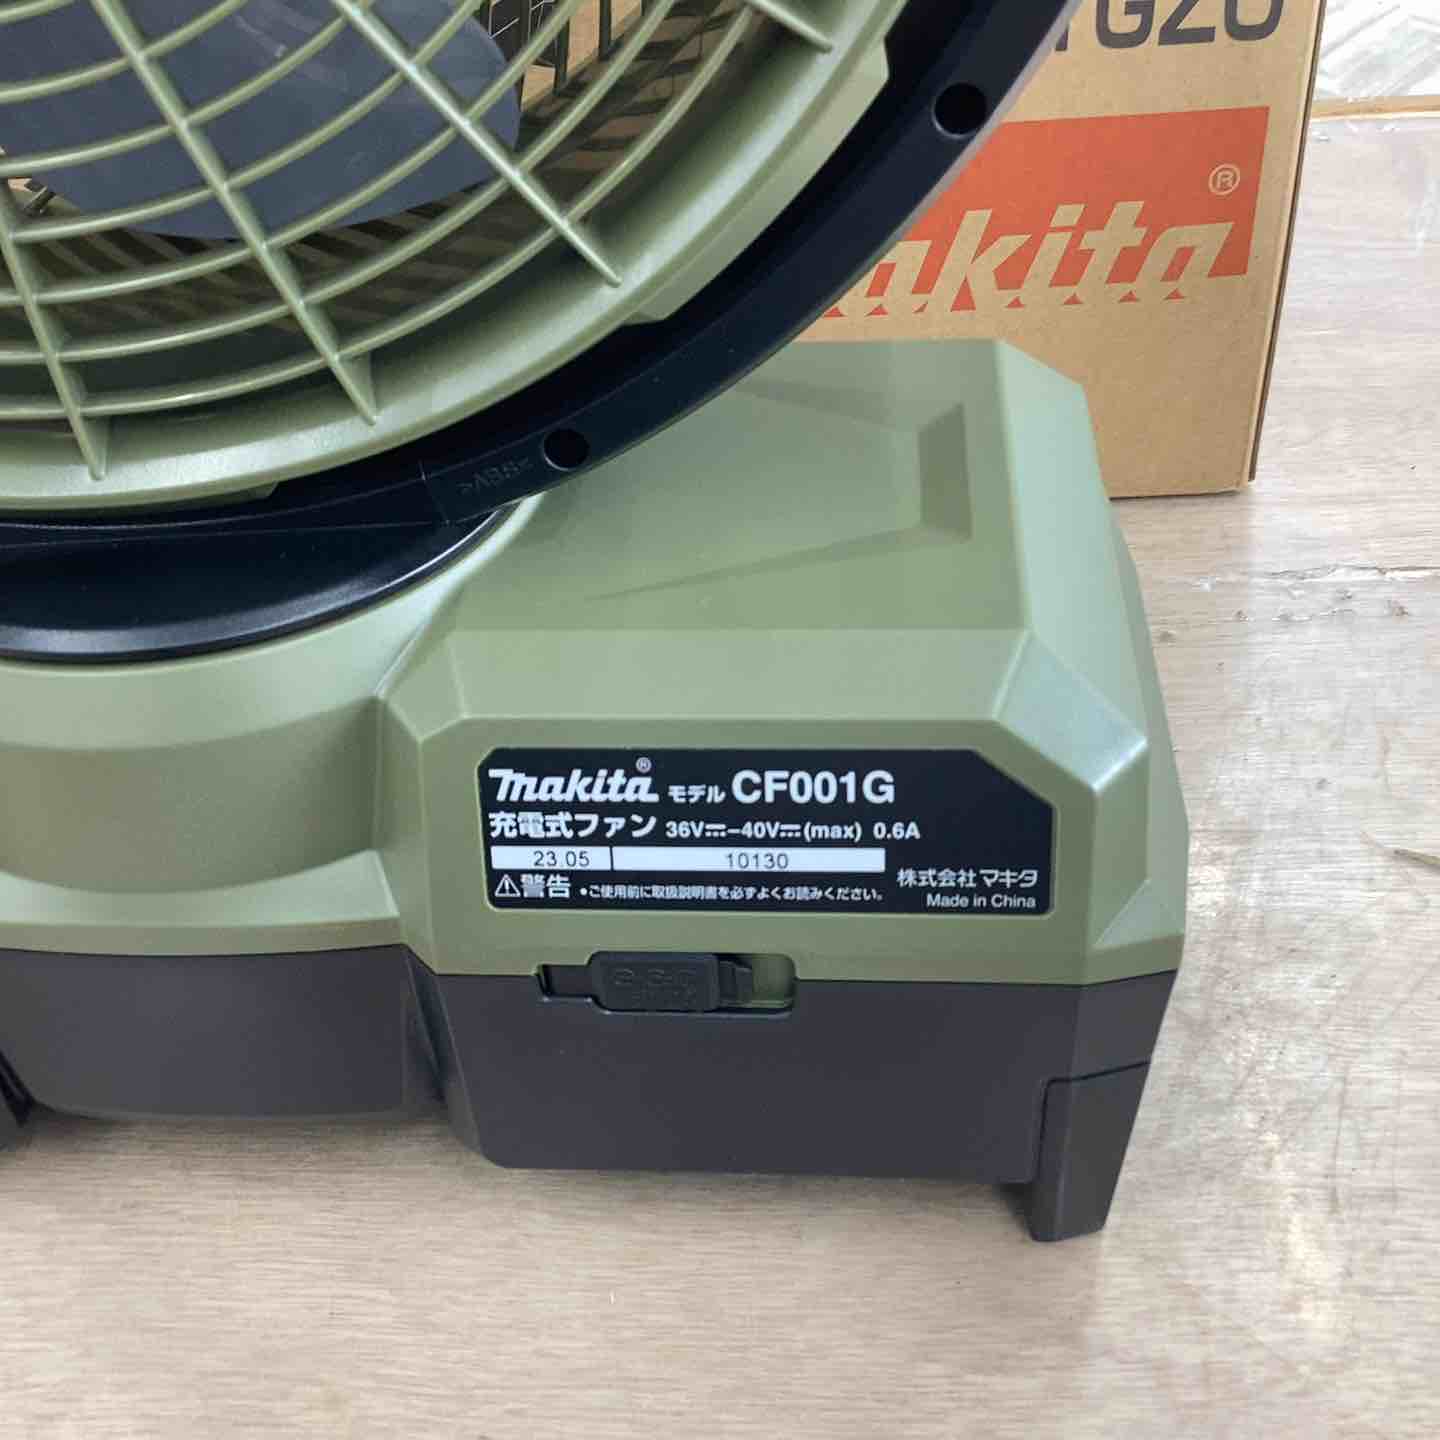 GZO
makita®
>ABS<
makita® モデル CF001G
充電式ファン 36V⎓-40V⎓(max) 0.6A
23.05 10130
⚠警告 •ご使用前に取扱説明書を必ずよくお読みください。
株式会社 マキタ
Made in China